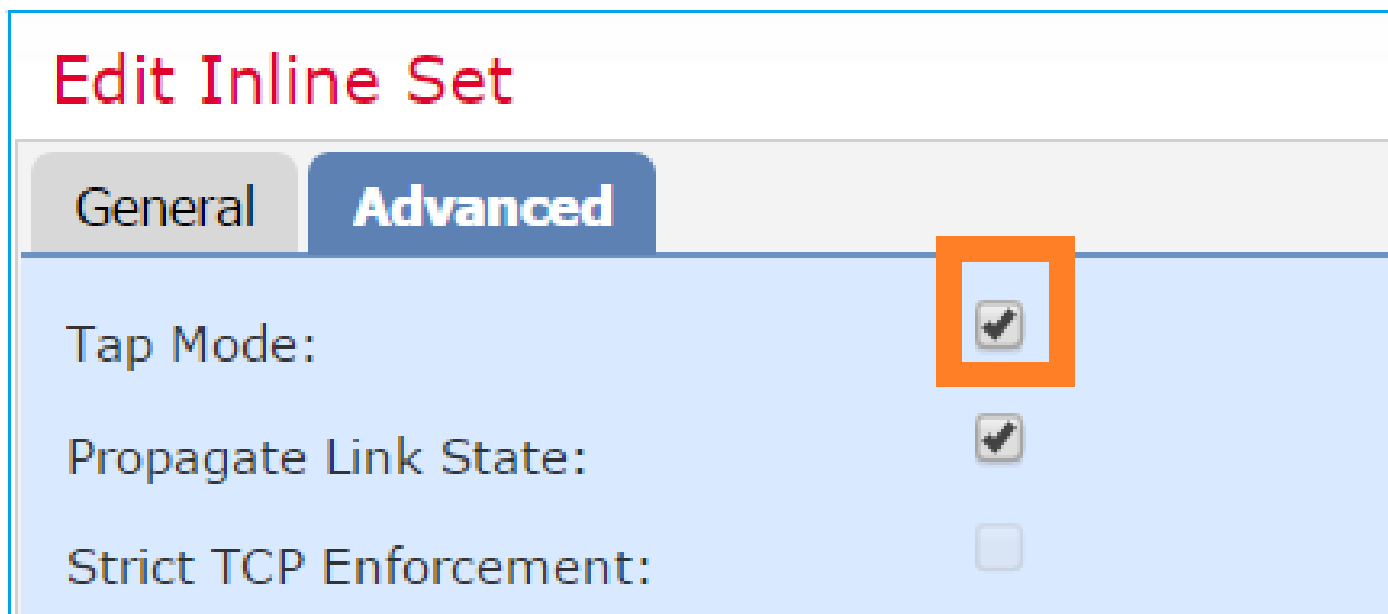 Edit Inline Set
General Advanced
Tap Mode:
Propagate Link State:
Strict TCP Enforcement: